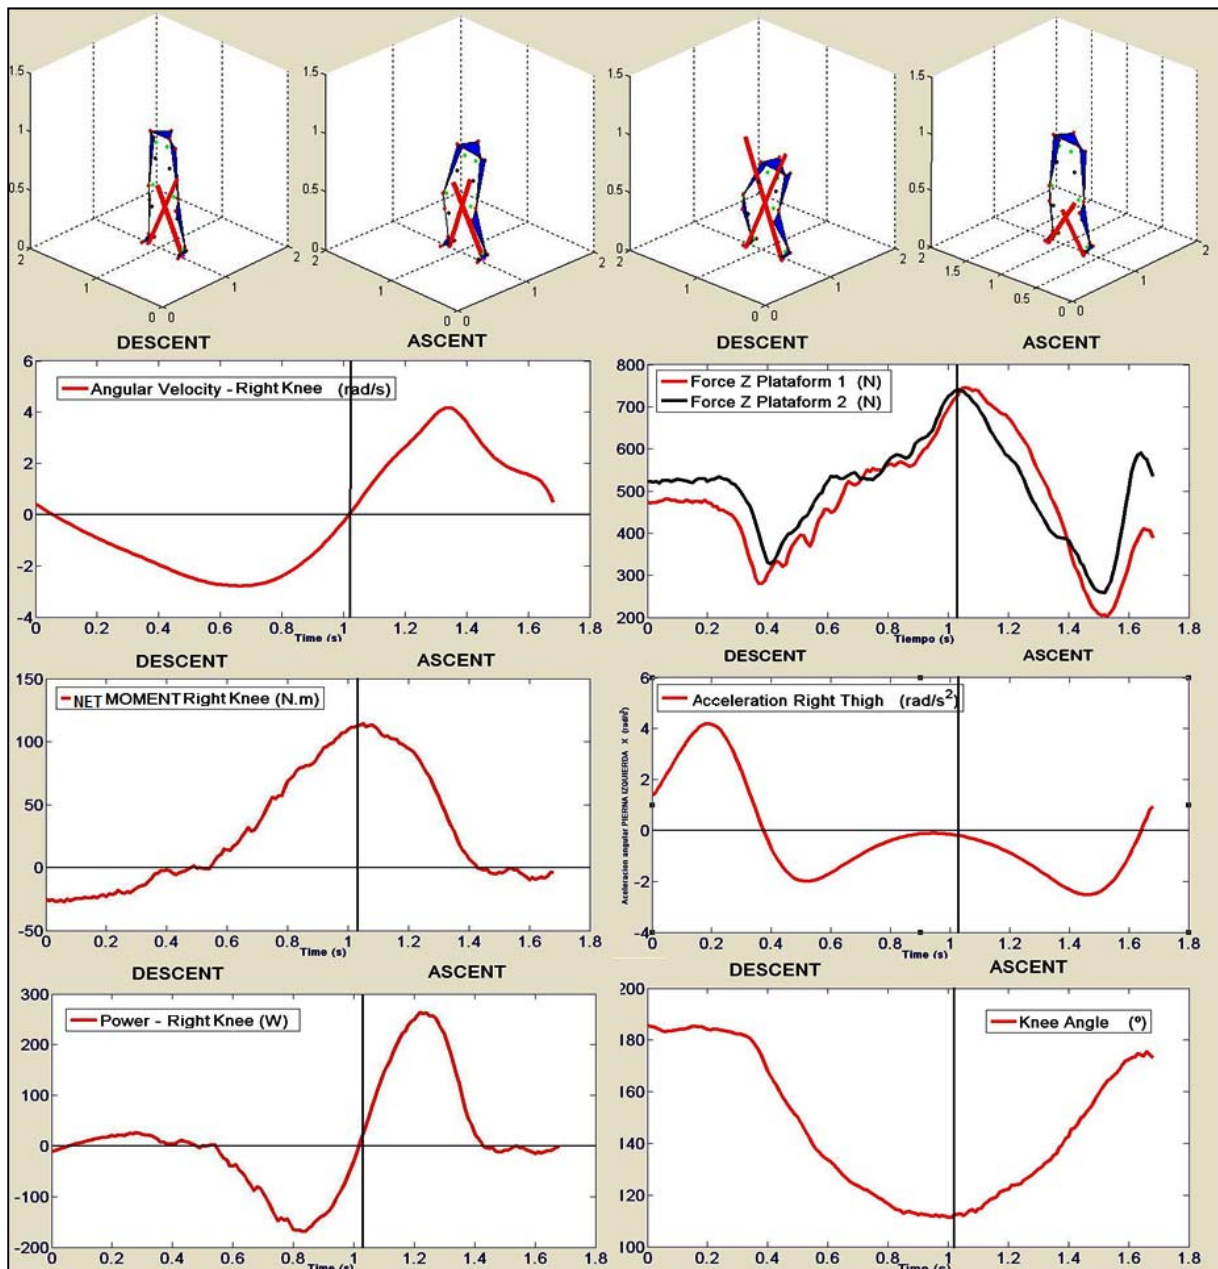 1.5
1
0.5
0
2
1
0 0
1
2
1.5
1
0.5
0
2
1
0 0
1
2
1.5
1
0.5
0
2
1
0 0
1
2
1.5
1
0.5
0
2
1.5
1
0.5
0 0
1
2
DESCENT ASCENT
6
4
2
0
-2
-4
Angular Velocity - Right Knee (rad/s)
0 0.2 0.4 0.6 0.8 1 1.2 1.4 1.6 1.8
Time (s)
800
700
600
500
400
300
200
Force Z Plataform 1 (N)
Force Z Plataform 2 (N)
0 0.2 0.4 0.6 0.8 1 1.2 1.4 1.6 1.8
Tiempo (s)
DESCENT ASCENT
150
100
50
0
-50
NET MOMENT Right Knee (N.m)
0 0.2 0.4 0.6 0.8 1 1.2 1.4 1.6 1.8
Time (s)
DESCENT ASCENT
Aceleracion angular PIERNA IZQUIERDA X (rad/s²)
6
4
2
0
-2
-4
Acceleration Right Thigh (rad/s²)
0 0.2 0.4 0.6 0.8 1 1.2 1.4 1.6 1.8
Time (s)
DESCENT ASCENT
300
200
100
0
-100
-200
Power - Right Knee (W)
0 0.2 0.4 0.6 0.8 1 1.2 1.4 1.6 1.8
Time (s)
DESCENT ASCENT
200
180
160
140
120
100
Knee Angle (º)
0 0.2 0.4 0.6 0.8 1 1.2 1.4 1.6 1.8
Time (s)